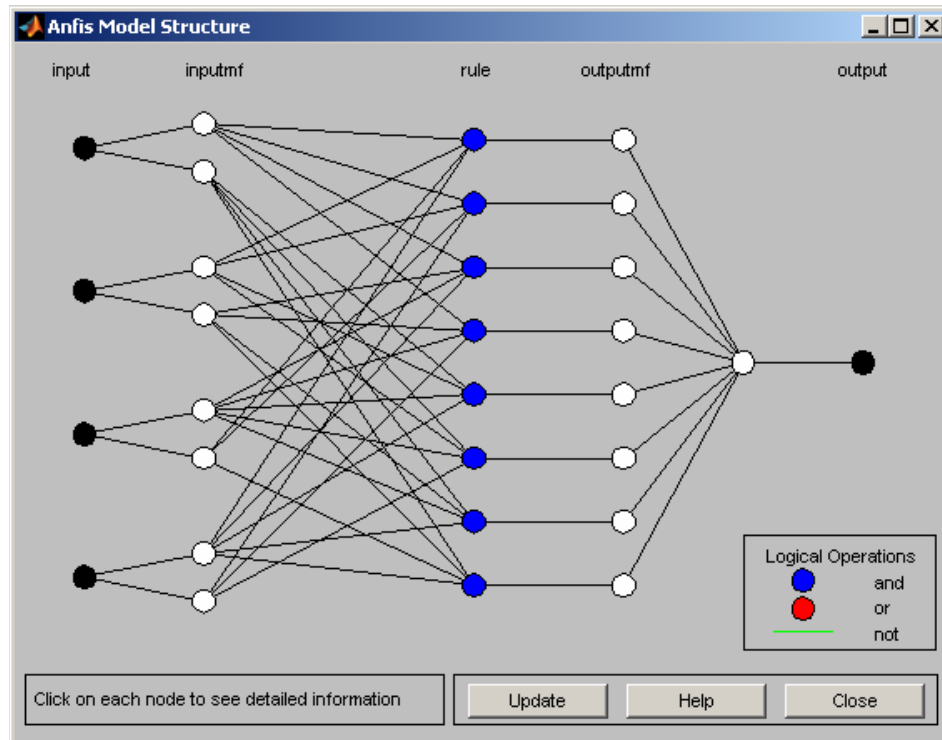 Anfis Model Structure
input inputmf rule outputmf output
Logical Operations
and
or
not
Click on each node to see detailed information
Update Help Close